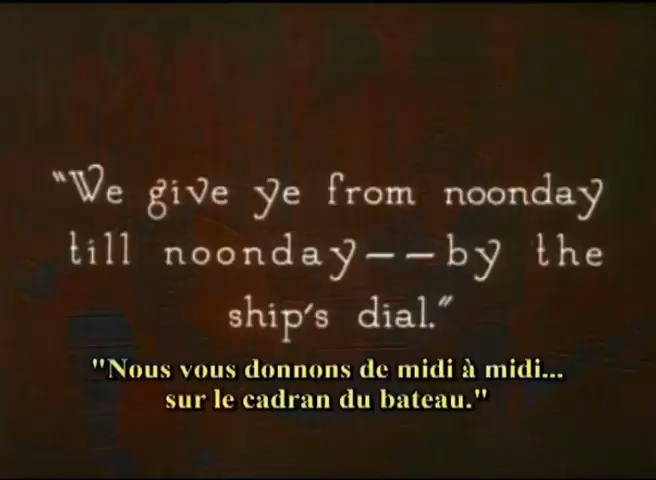 "We give ye from noonday
till noonday——by the
ship's dial."
"Nous vous donnons de midi à midi...
sur le cadran du bateau."